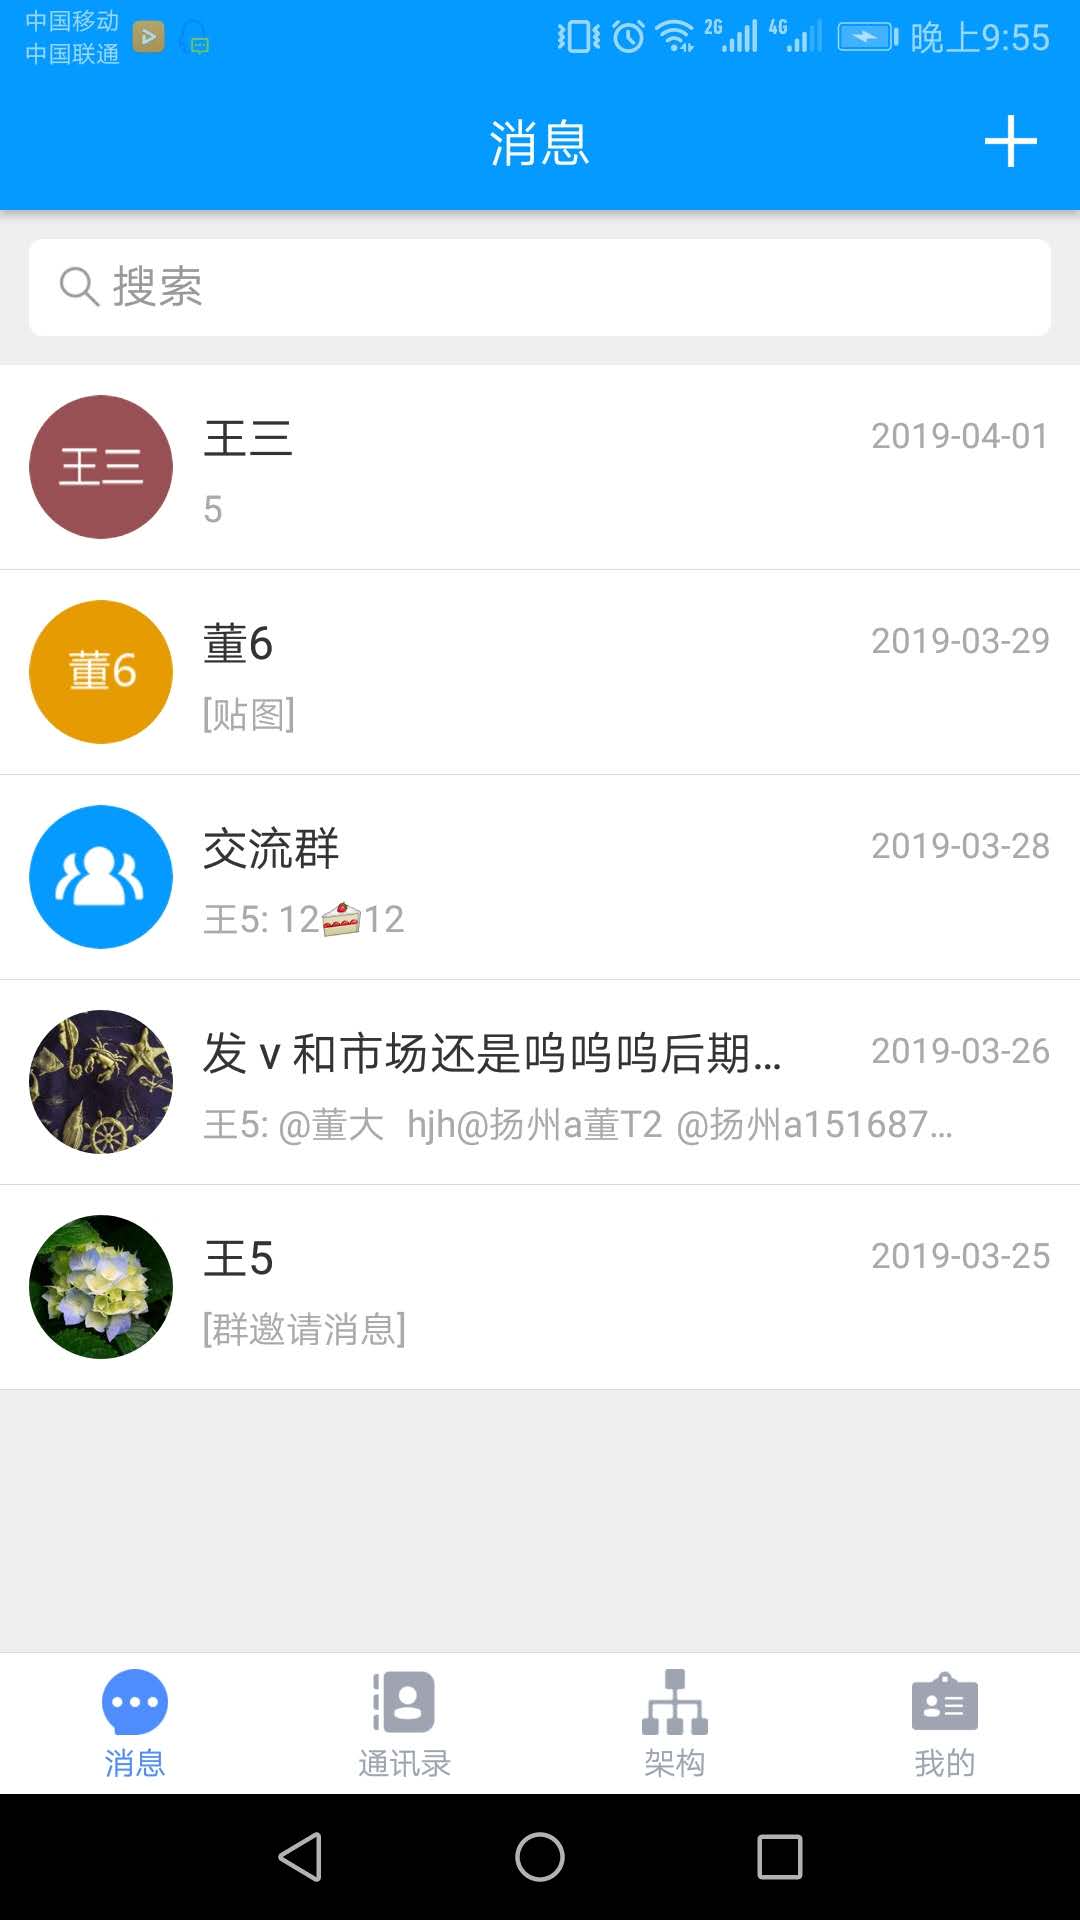 中国移动
中国联通
2G 4G 晚上9:55
消息
搜索
王三
王三 2019-04-01
5
董6
董6 2019-03-29
[贴图]
交流群 2019-03-28
王5: 12🍰12
发 v 和市场还是呜呜呜后期... 2019-03-26
王5: @董大 hjh@扬州a董T2 @扬州a151687...
王5 2019-03-25
[群邀请消息]
消息 通讯录 架构 我的